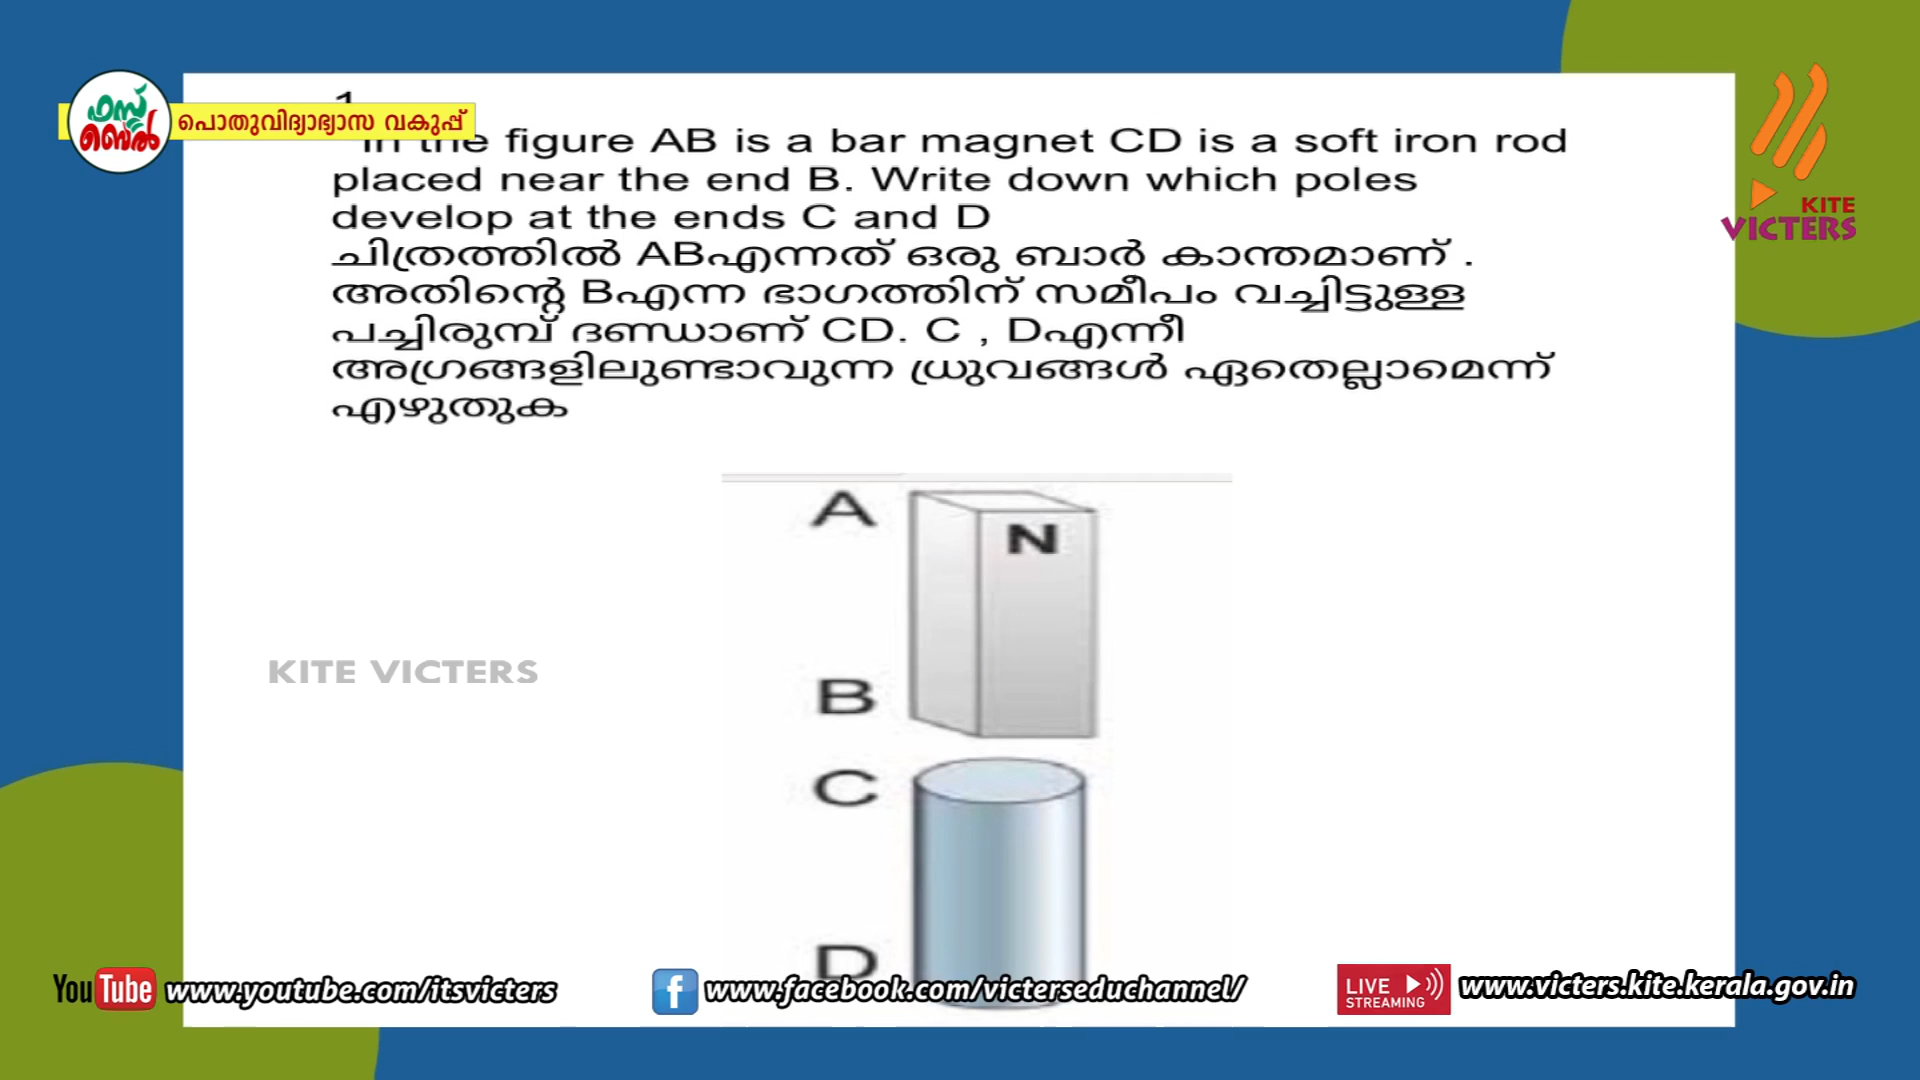 ഫസ്റ്റ്
ബെൽ
പൊതുവിദ്യാഭ്യാസ വകുപ്പ്
1
In the figure AB is a bar magnet CD is a soft iron rod
placed near the end B. Write down which poles
develop at the ends C and D
ചിത്രത്തിൽ ABഎന്നത് ഒരു ബാർ കാന്തമാണ് .
അതിന്റെ Bഎന്ന ഭാഗത്തിന് സമീപം വച്ചിട്ടുള്ള
പച്ചിരുമ്പ് ദണ്ഡാണ് CD. C , Dഎന്നീ
അഗ്രങ്ങളിലുണ്ടാവുന്ന ധ്രുവങ്ങൾ ഏതെല്ലാമെന്ന്
എഴുതുക
KITE
VICTERS
A
N
KITE VICTERS
B
C
D
YouTube www.youtube.com/itsvicters
f www.facebook.com/victerseduchannel/
LIVE STREAMING www.victers.kite.kerala.gov.in